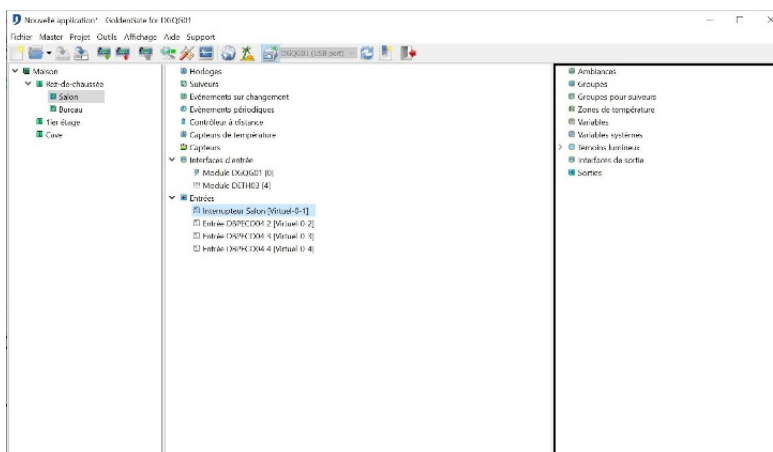 Nouvelle application* GoldenGate for DGQG01
Fichier Master Projet Outils Affichage Aide Support
DGQG01 (USB port)
Maison
Rez-de-chaussée
Salon
Bureau
1ier étage
Cave
Horloges
Suiveurs
Evénements sur changement
Evénements périodiques
Contrôleur à distance
Capteurs de température
Capteurs
Interfaces d'entrée
Module DGQG01 [0]
Module DETH03 [4]
Entrées
Interrupteur Salon [Virtuel-0-1]
Entrée DBPECO04 2 [Virtuel-0-2]
Entrée DBPECO04 3 [Virtuel-0-3]
Entrée DBPECO04 4 [Virtuel-0-4]
Ambiances
Groupes
Groupes pour suiveurs
Zones de température
Variables
Variables systèmes
Témoins lumineux
Interfaces de sortie
Sorties